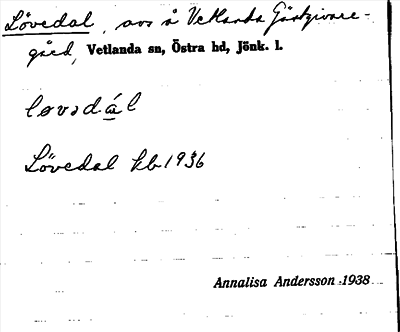 Lövedal, avs å Vetlanda Gästgivare-
gård, Vetlanda sn, Östra hd, Jönk. l.
løvədál
Lövedal kb 1936
Annalisa Andersson 1938